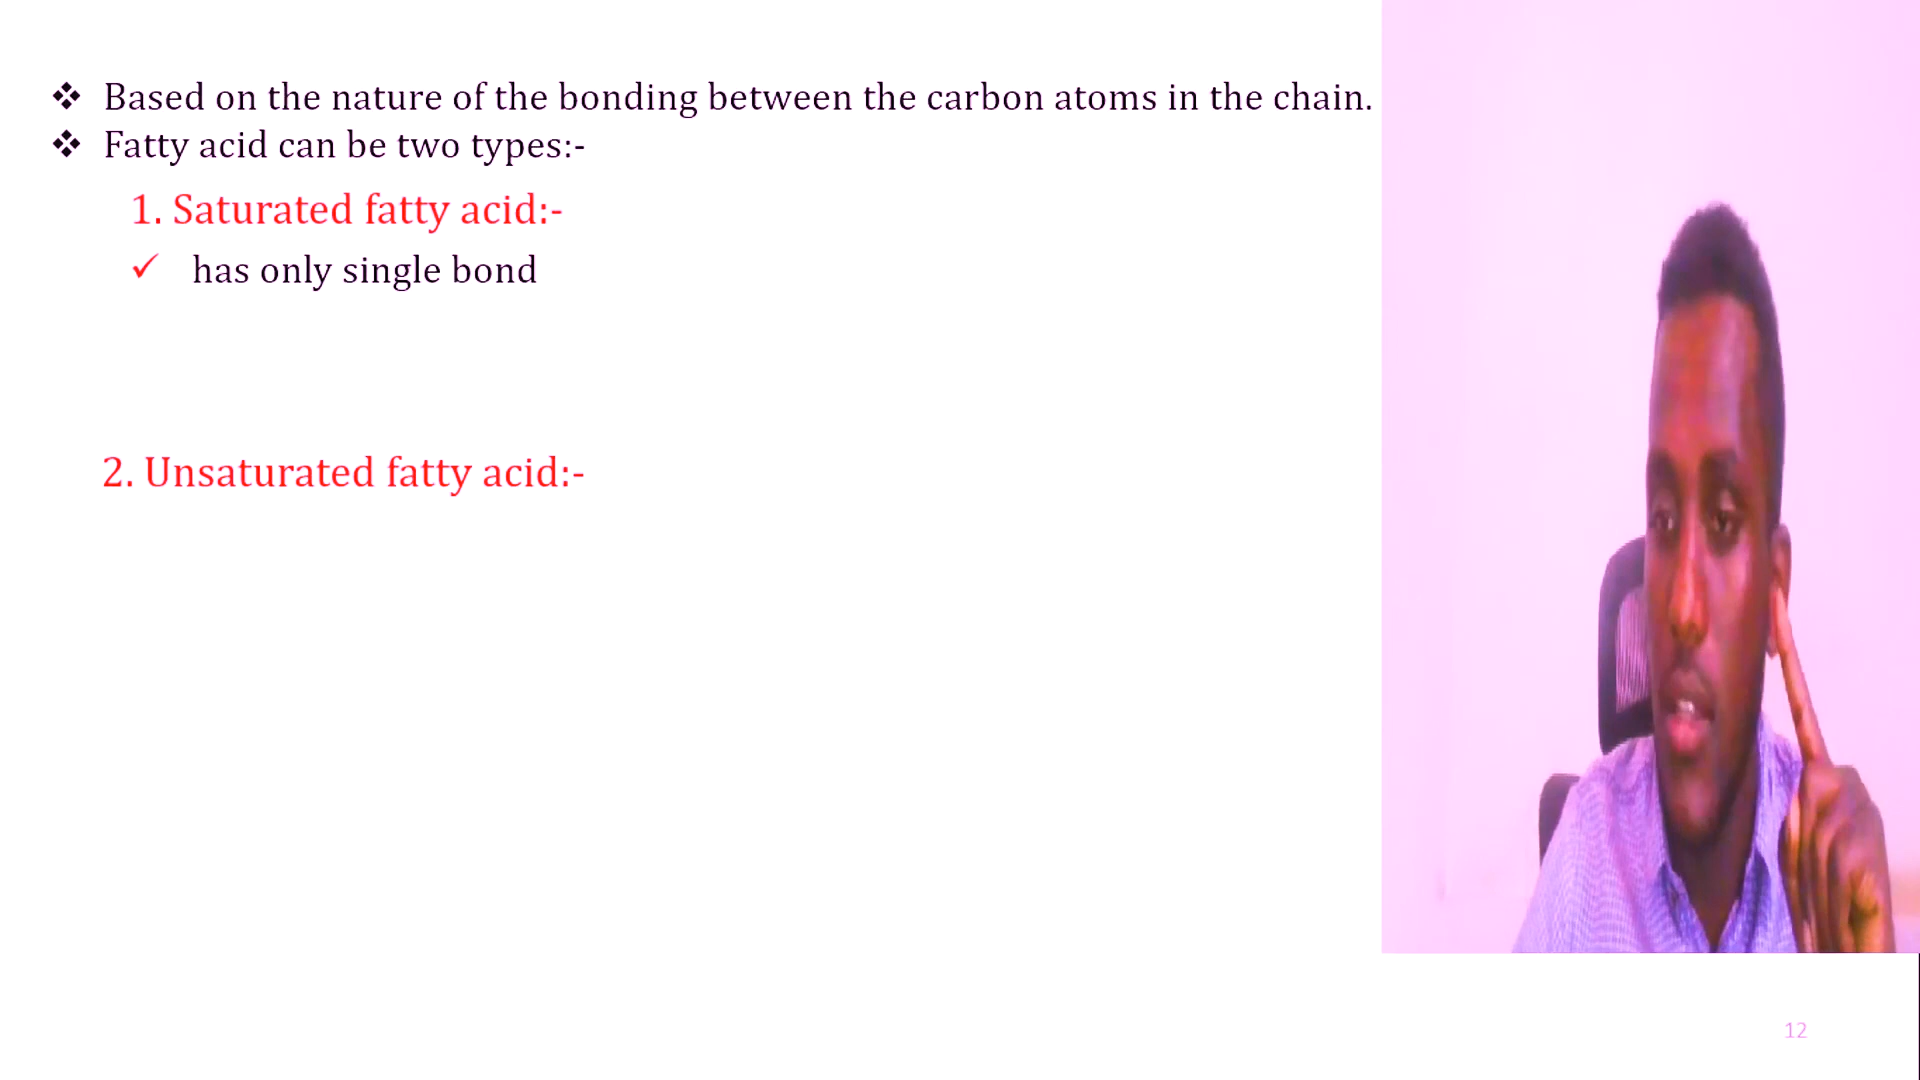 ❖ Based on the nature of the bonding between the carbon atoms in the chain.
❖ Fatty acid can be two types:-
1. Saturated fatty acid:-
✓ has only single bond
2. Unsaturated fatty acid:-
12